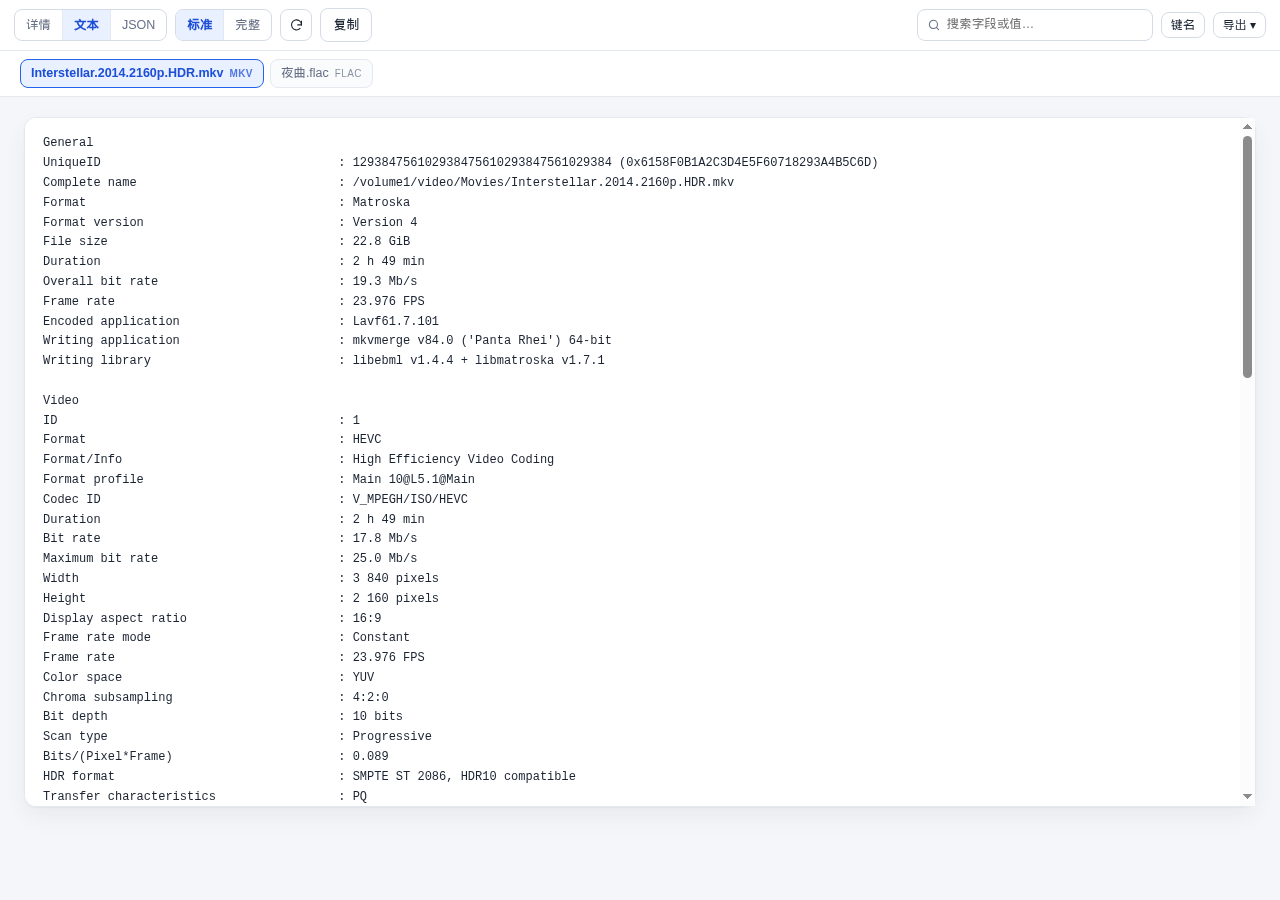 详情 文本 JSON 标准 完整 复制 搜索字段或值… 键名 导出 ▾
Interstellar.2014.2160p.HDR.mkv MKV 夜曲.flac FLAC
General
UniqueID : 129384756102938475610293847561029384 (0x6158F0B1A2C3D4E5F60718293A4B5C6D)
Complete name : /volume1/video/Movies/Interstellar.2014.2160p.HDR.mkv
Format : Matroska
Format version : Version 4
File size : 22.8 GiB
Duration : 2 h 49 min
Overall bit rate : 19.3 Mb/s
Frame rate : 23.976 FPS
Encoded application : Lavf61.7.101
Writing application : mkvmerge v84.0 ('Panta Rhei') 64-bit
Writing library : libebml v1.4.4 + libmatroska v1.7.1
Video
ID : 1
Format : HEVC
Format/Info : High Efficiency Video Coding
Format profile : Main 10@L5.1@Main
Codec ID : V_MPEGH/ISO/HEVC
Duration : 2 h 49 min
Bit rate : 17.8 Mb/s
Maximum bit rate : 25.0 Mb/s
Width : 3 840 pixels
Height : 2 160 pixels
Display aspect ratio : 16:9
Frame rate mode : Constant
Frame rate : 23.976 FPS
Color space : YUV
Chroma subsampling : 4:2:0
Bit depth : 10 bits
Scan type : Progressive
Bits/(Pixel*Frame) : 0.089
HDR format : SMPTE ST 2086, HDR10 compatible
Transfer characteristics : PQ